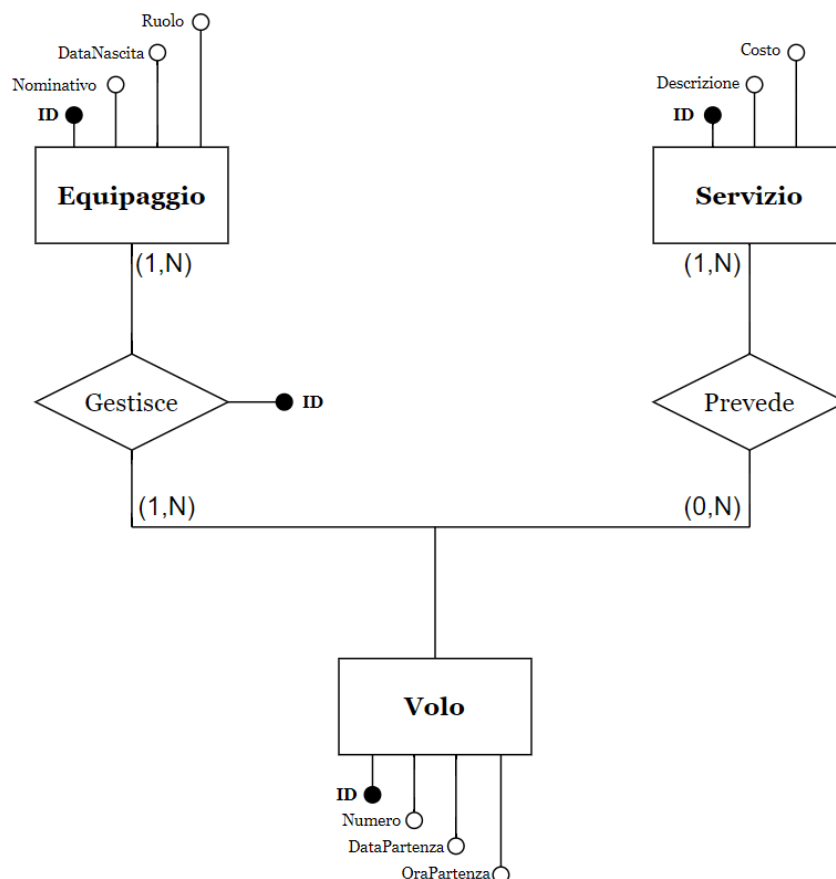 Ruolo
Costo
DataNascita
Nominativo
Descrizione
ID
ID
Equipaggio
Servizio
(1,N)
(1,N)
Gestisce
ID
Prevede
(1,N)
(0,N)
Volo
ID
Numero
DataPartenza
OraPartenza